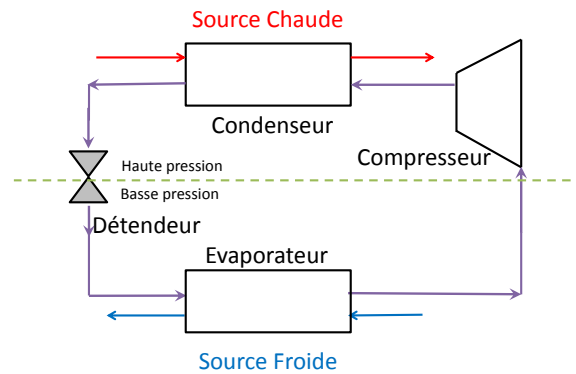 Source Chaude
Condenseur
Compresseur
Haute pression
Basse pression
Détendeur
Evaporateur
Source Froide